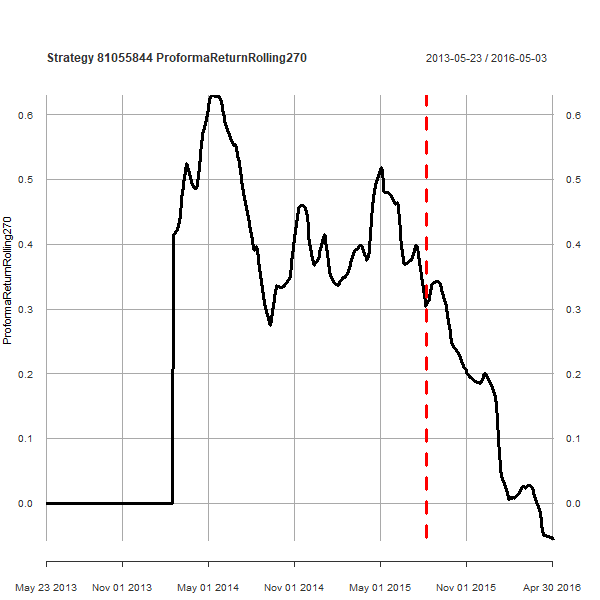 Strategy 81055844 ProformaReturnRolling270
2013-05-23 / 2016-05-03
ProformaReturnRolling270
0.6
0.6
0.5
0.5
0.4
0.4
0.3
0.3
0.2
0.2
0.1
0.1
0.0
0.0
May 23 2013
Nov 01 2013
May 01 2014
Nov 01 2014
May 01 2015
Nov 01 2015
Apr 30 2016